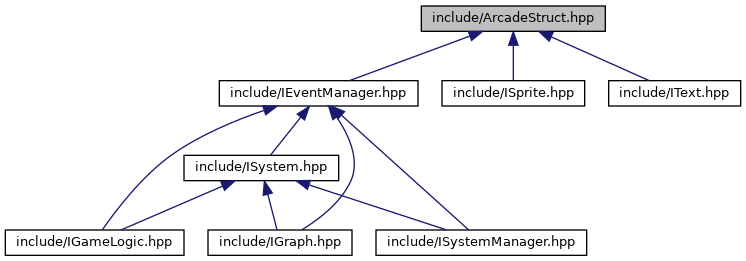 include/ArcadeStruct.hpp
include/IEventManager.hpp
include/ISprite.hpp
include/IText.hpp
include/ISystem.hpp
include/IGameLogic.hpp
include/IGraph.hpp
include/ISystemManager.hpp